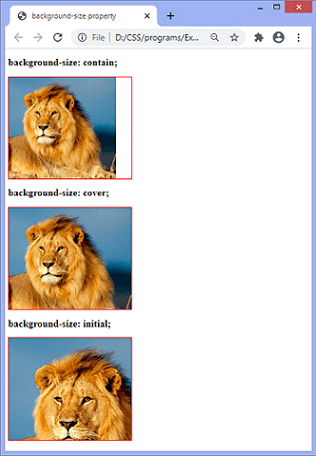 background-size property
File | D:/CSS/programs/Ex...
background-size: contain;
background-size: cover;
background-size: initial;